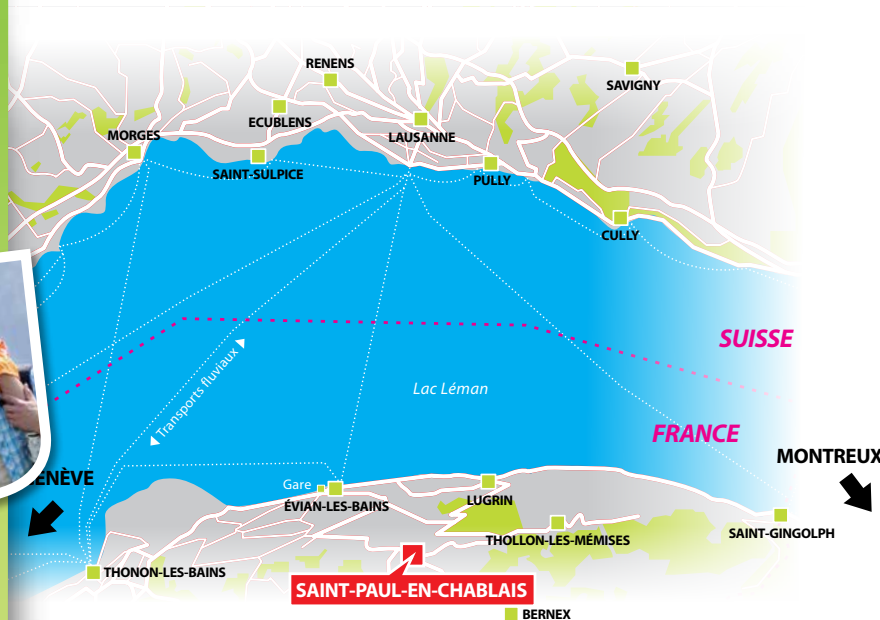 RENENS
SAVIGNY
ECUBLENS
MORGES
LAUSANNE
SAINT-SULPICE
PULLY
CULLY
SUISSE
Transports fluviaux
Lac Léman
FRANCE
MONTREUX
ENÈVE
Gare
ÉVIAN-LES-BAINS
LUGRIN
THOLLON-LES-MÉMISES
SAINT-GINGOLPH
THONON-LES-BAINS
SAINT-PAUL-EN-CHABLAIS
BERNEX